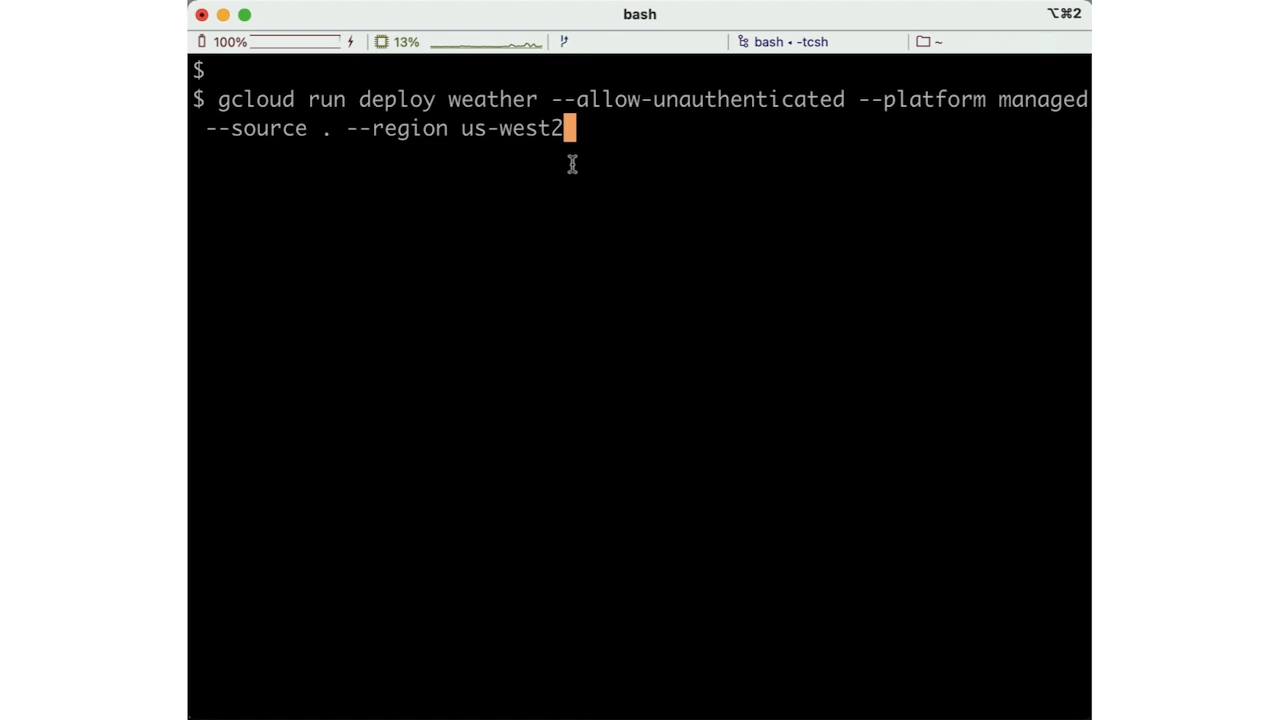 bash
⌥⌘2
100%
13%
bash • -tcsh
~
$
$ gcloud run deploy weather --allow-unauthenticated --platform managed
--source . --region us-west2